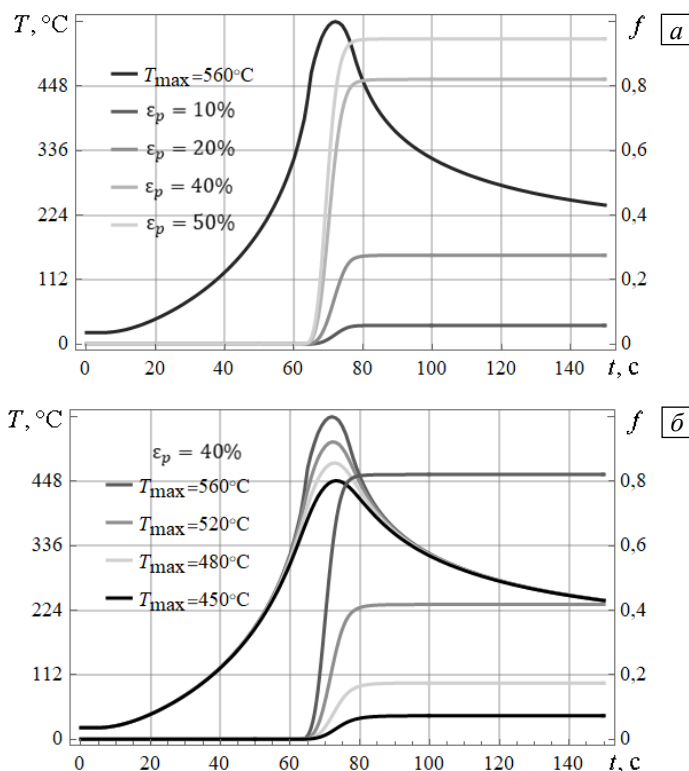 T, °C f а
T_max=560°C
ε_p = 10%
ε_p = 20%
ε_p = 40%
ε_p = 50%
448 0,8
336 0,6
224 0,4
112 0,2
0 0
0 20 40 60 80 100 120 140 t, с
T, °C f б
ε_p = 40%
T_max=560°C
T_max=520°C
T_max=480°C
T_max=450°C
448 0,8
336 0,6
224 0,4
112 0,2
0 0
0 20 40 60 80 100 120 140 t, с